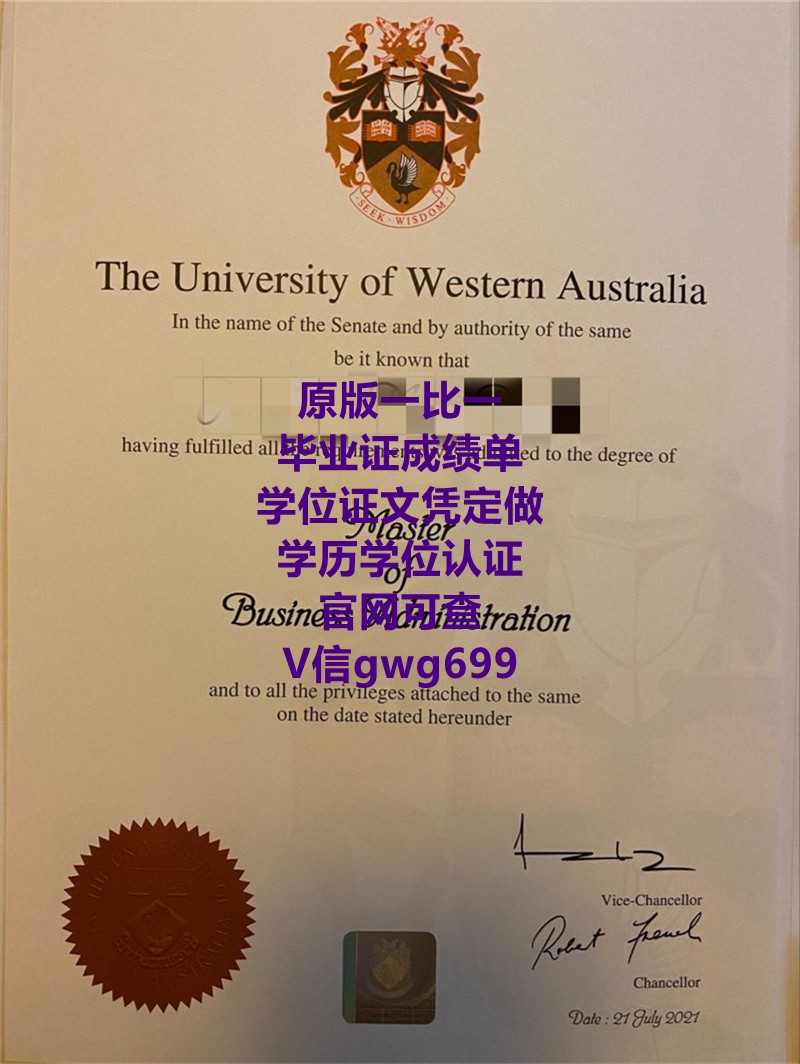 SEEK · WISDOM
The University of Western Australia
In the name of the Senate and by authority of the same
be it known that
原版一比一
having fulfilled all to the degree of
毕业证成绩单
学位证文凭定做
Master
学历学位认证
of
Business Administration
官网可查
V信gwg699
and to all the privileges attached to the same
on the date stated hereunder
Vice-Chancellor
Robert French
Chancellor
Date : 21 July 2021